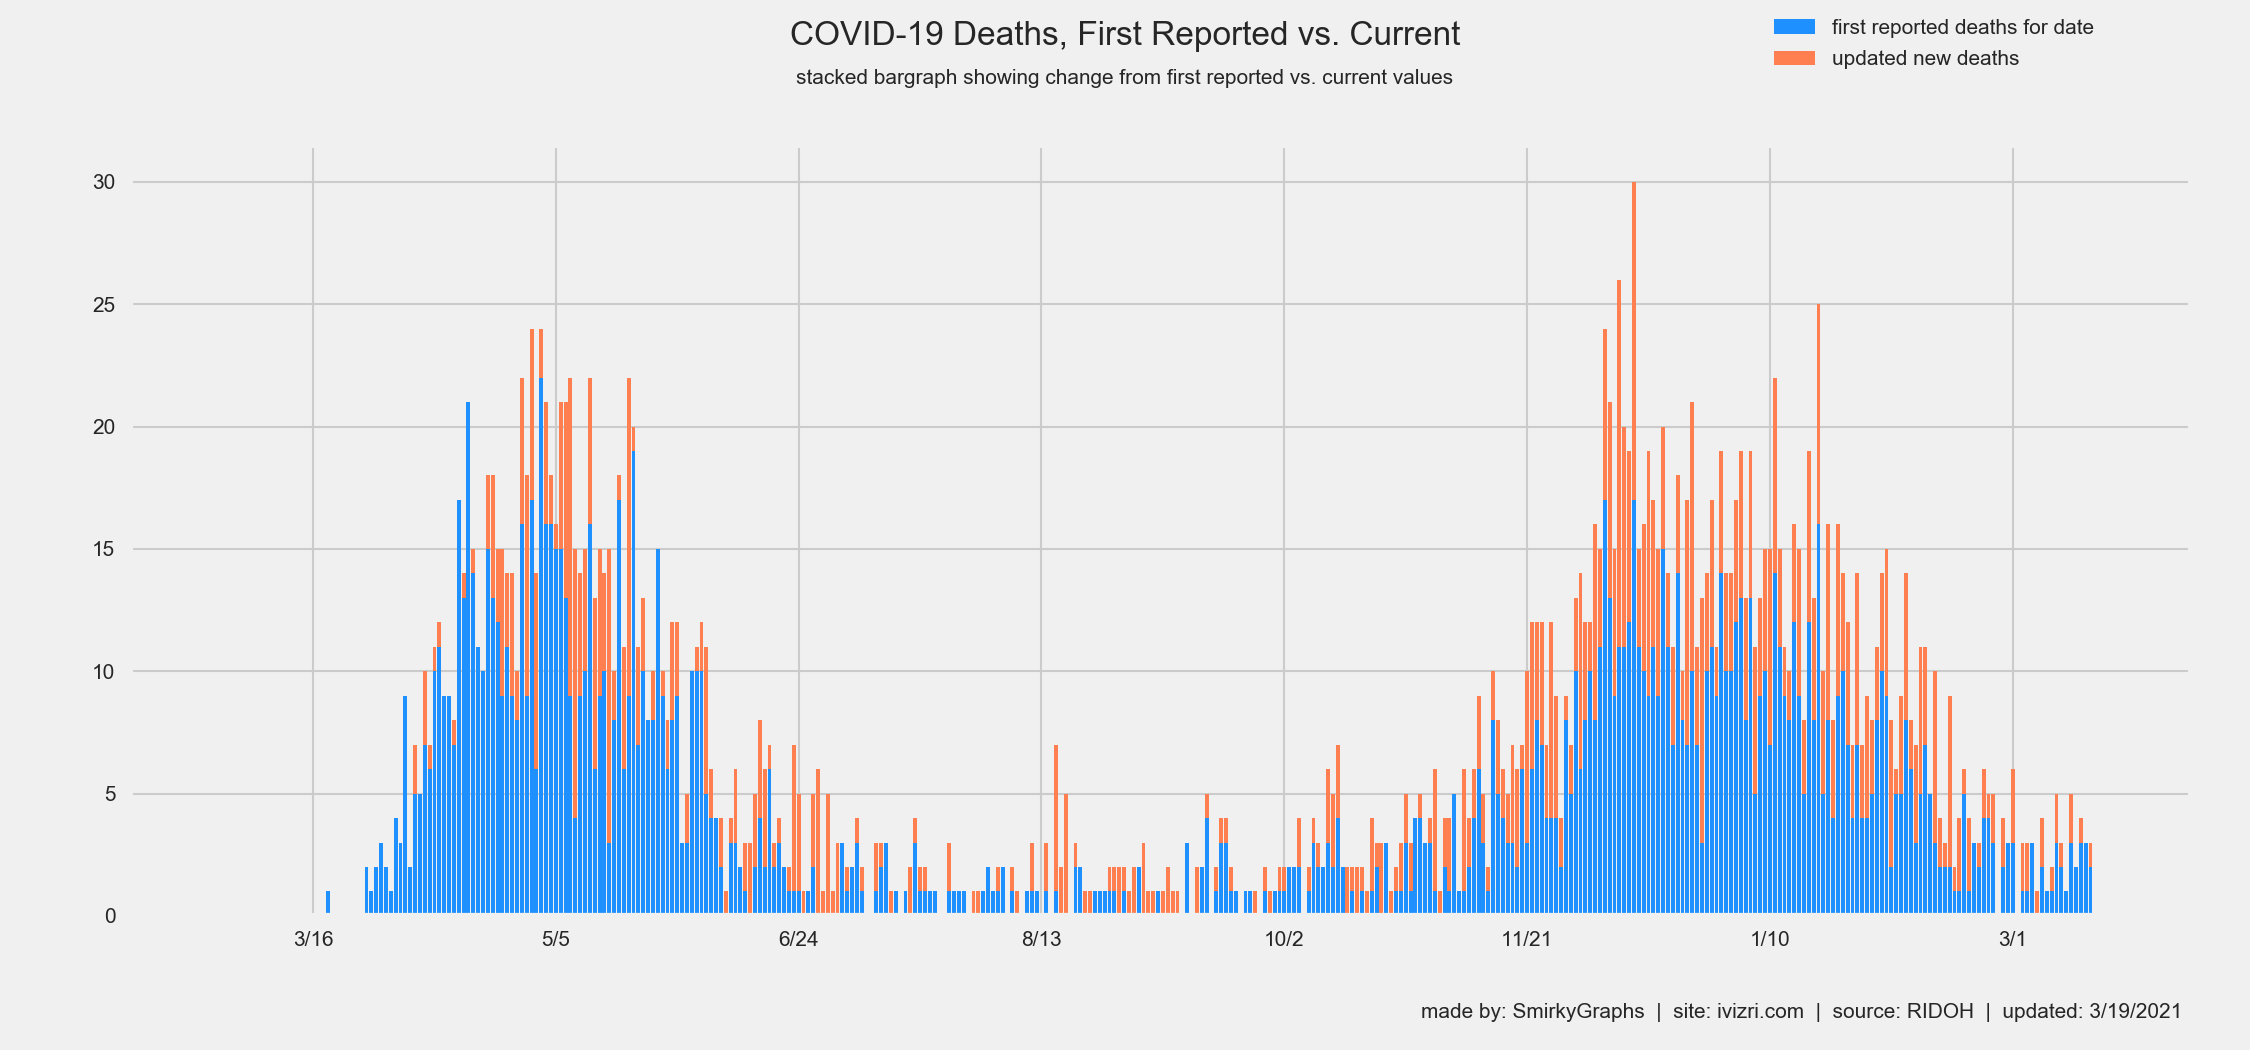 COVID-19 Deaths, First Reported vs. Current
stacked bargraph showing change from first reported vs. current values
first reported deaths for date
updated new deaths
30
25
20
15
10
5
0
3/16 5/5 6/24 8/13 10/2 11/21 1/10 3/1
made by: SmirkyGraphs | site: ivizri.com | source: RIDOH | updated: 3/19/2021